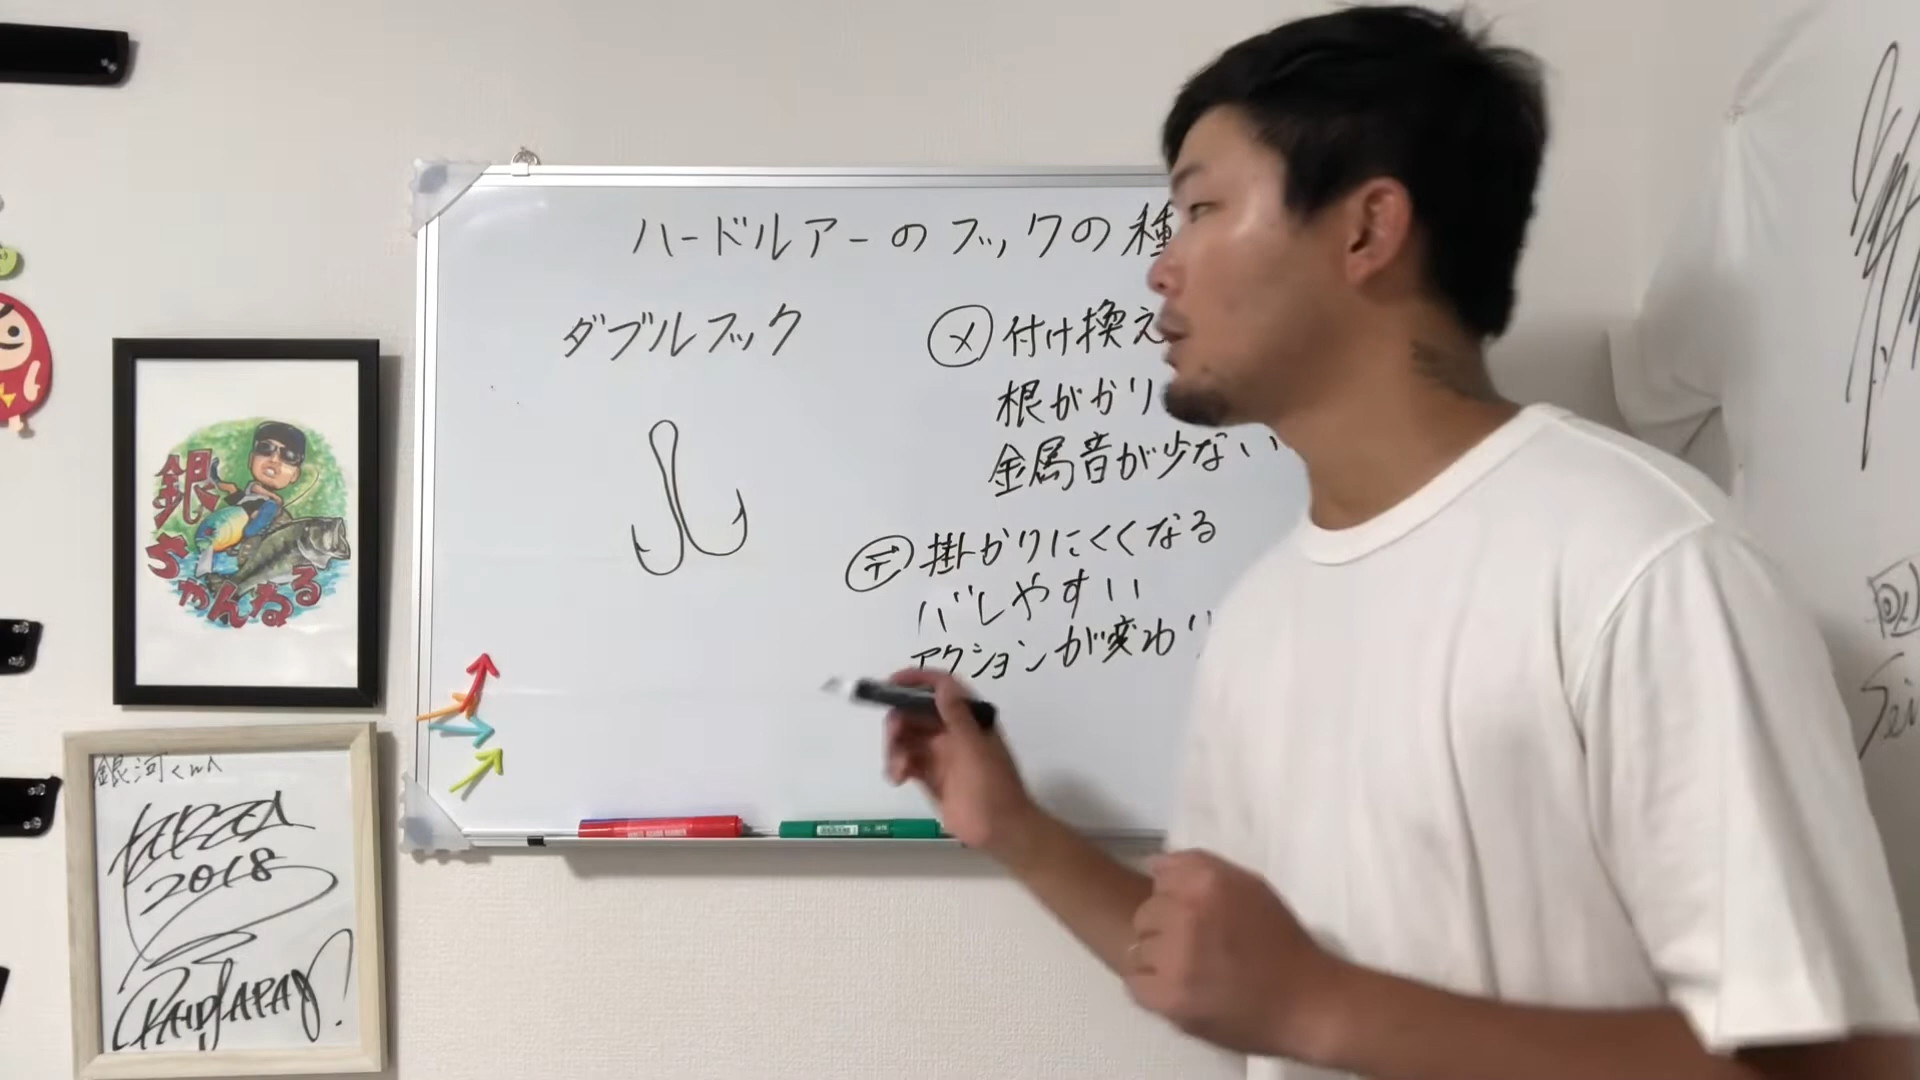 ハードルアーのフックの種
ダブルフック
メ 付け換え
根がかり
金属音が少ない
デ 掛かりにくくなる
バレやすい
アクションが変わり
銀
ちゃんねる
銀河くんへ
2018
RAID JAPAN!